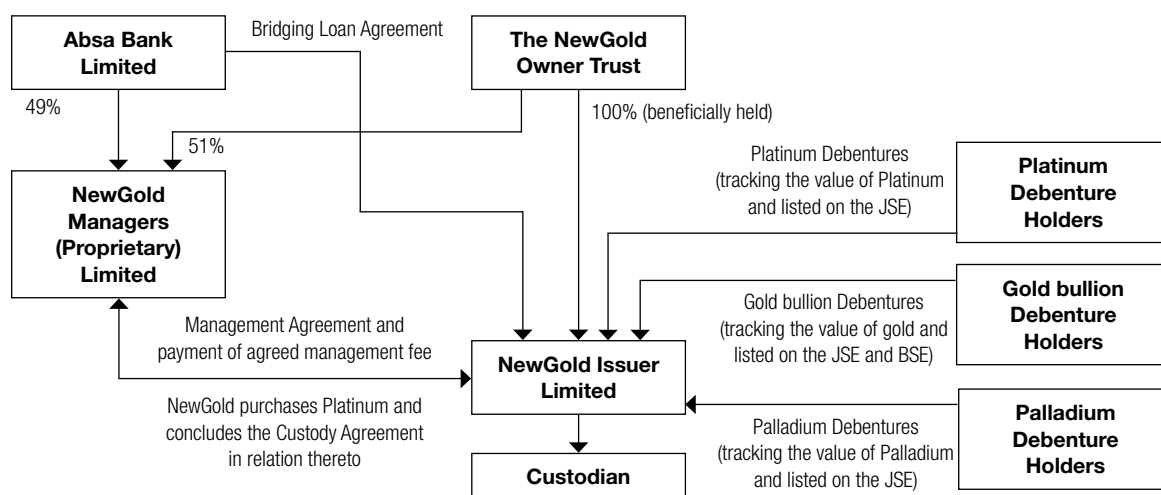 Absa Bank
Limited
Bridging Loan Agreement
The NewGold
Owner Trust
49%
51%
100% (beneficially held)
NewGold
Managers
(Proprietary)
Limited
Platinum Debentures
(tracking the value of Platinum
and listed on the JSE)
Platinum
Debenture
Holders
Gold bullion Debentures
(tracking the value of gold and
listed on the JSE and BSE)
Gold bullion
Debenture
Holders
Management Agreement and
payment of agreed management fee
NewGold Issuer
Limited
NewGold purchases Platinum and
concludes the Custody Agreement
in relation thereto
Palladium Debentures
(tracking the value of Palladium
and listed on the JSE)
Palladium
Debenture
Holders
Custodian